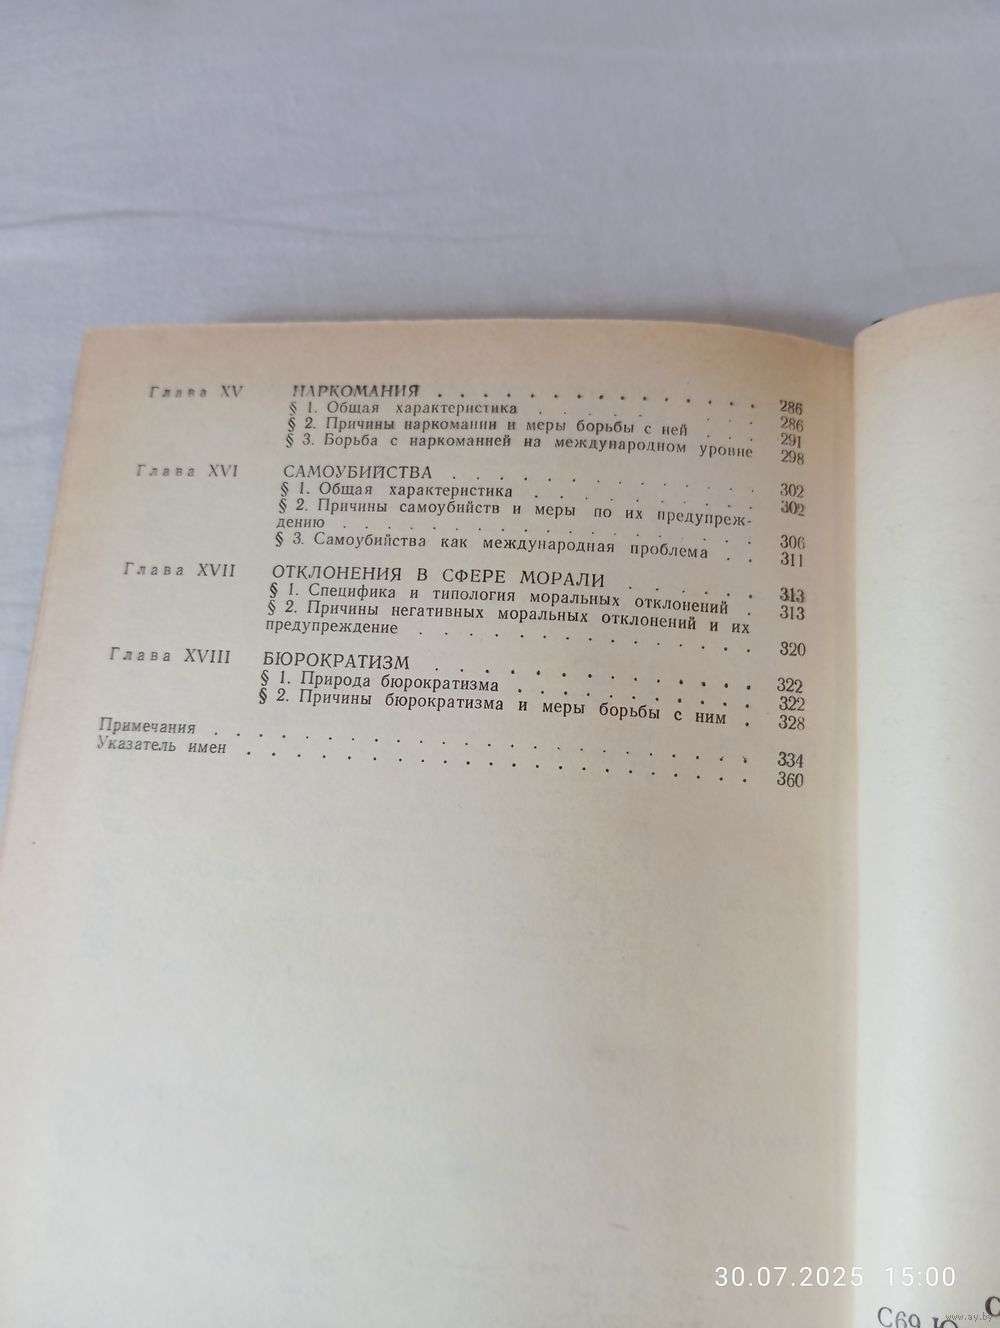 Глава XV НАРКОМАНИЯ . . . . . . . . . . . . . . 286
§ 1. Общая характеристика . . . . . . . 286
§ 2. Причины наркомании и меры борьбы с ней . . . 291
§ 3. Борьба с наркоманией на международном уровне 298
Глава XVI САМОУБИЙСТВА . . . . . . . . . . . . . 302
§ 1. Общая характеристика . . . . . . . 302
§ 2. Причины самоубийств и меры по их предупреж-
дению . . . . . . . . . . . . . . . 306
§ 3. Самоубийства как международная проблема . . 311
Глава XVII ОТКЛОНЕНИЯ В СФЕРЕ МОРАЛИ . . . . . 313
§ 1. Специфика и типология моральных отклонений . 313
§ 2. Причины негативных моральных отклонений и их
предупреждение . . . . . . . . . . . . 320
Глава XVIII БЮРОКРАТИЗМ . . . . . . . . . . . . . 322
§ 1. Природа бюрократизма . . . . . . . . . 322
§ 2. Причины бюрократизма и меры борьбы с ним . 328
Примечания . . . . . . . . . . . . . . . . . . . . 334
Указатель имен . . . . . . . . . . . . . . . . . . 360
30.07.2025 15:00
С69
www.ay.by